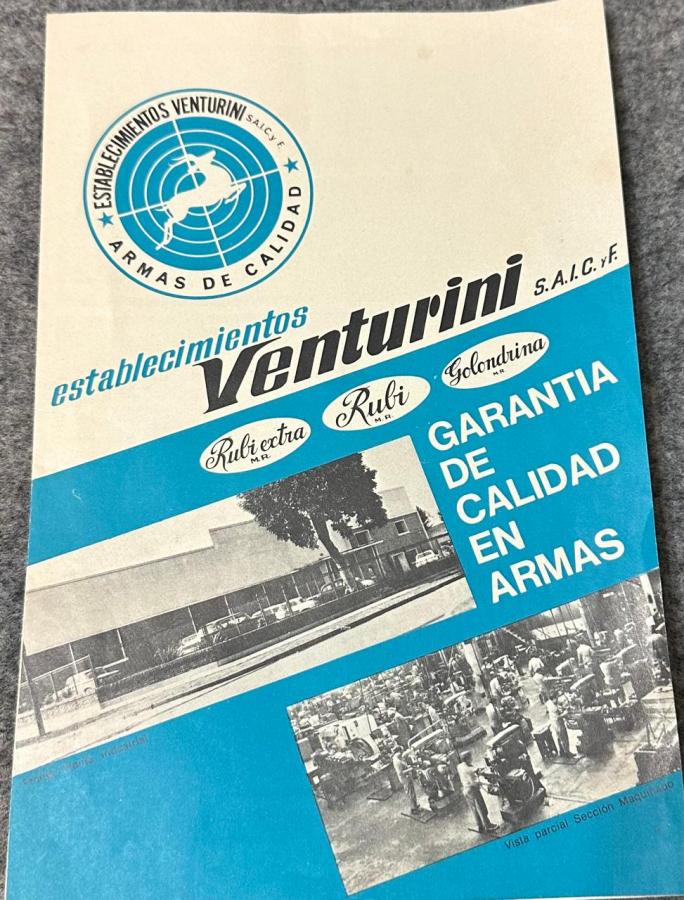 ESTABLECIMIENTOS VENTURINI S.A.I.C. y F.
ARMAS DE CALIDAD
establecimientos
Venturini S.A.I.C. y F.
Rubi extra
M.R.
Rubi
M.R.
Golondrina
M.R.
GARANTIA
DE
CALIDAD
EN
ARMAS
industrial
Vista parcial Sección Maquinado